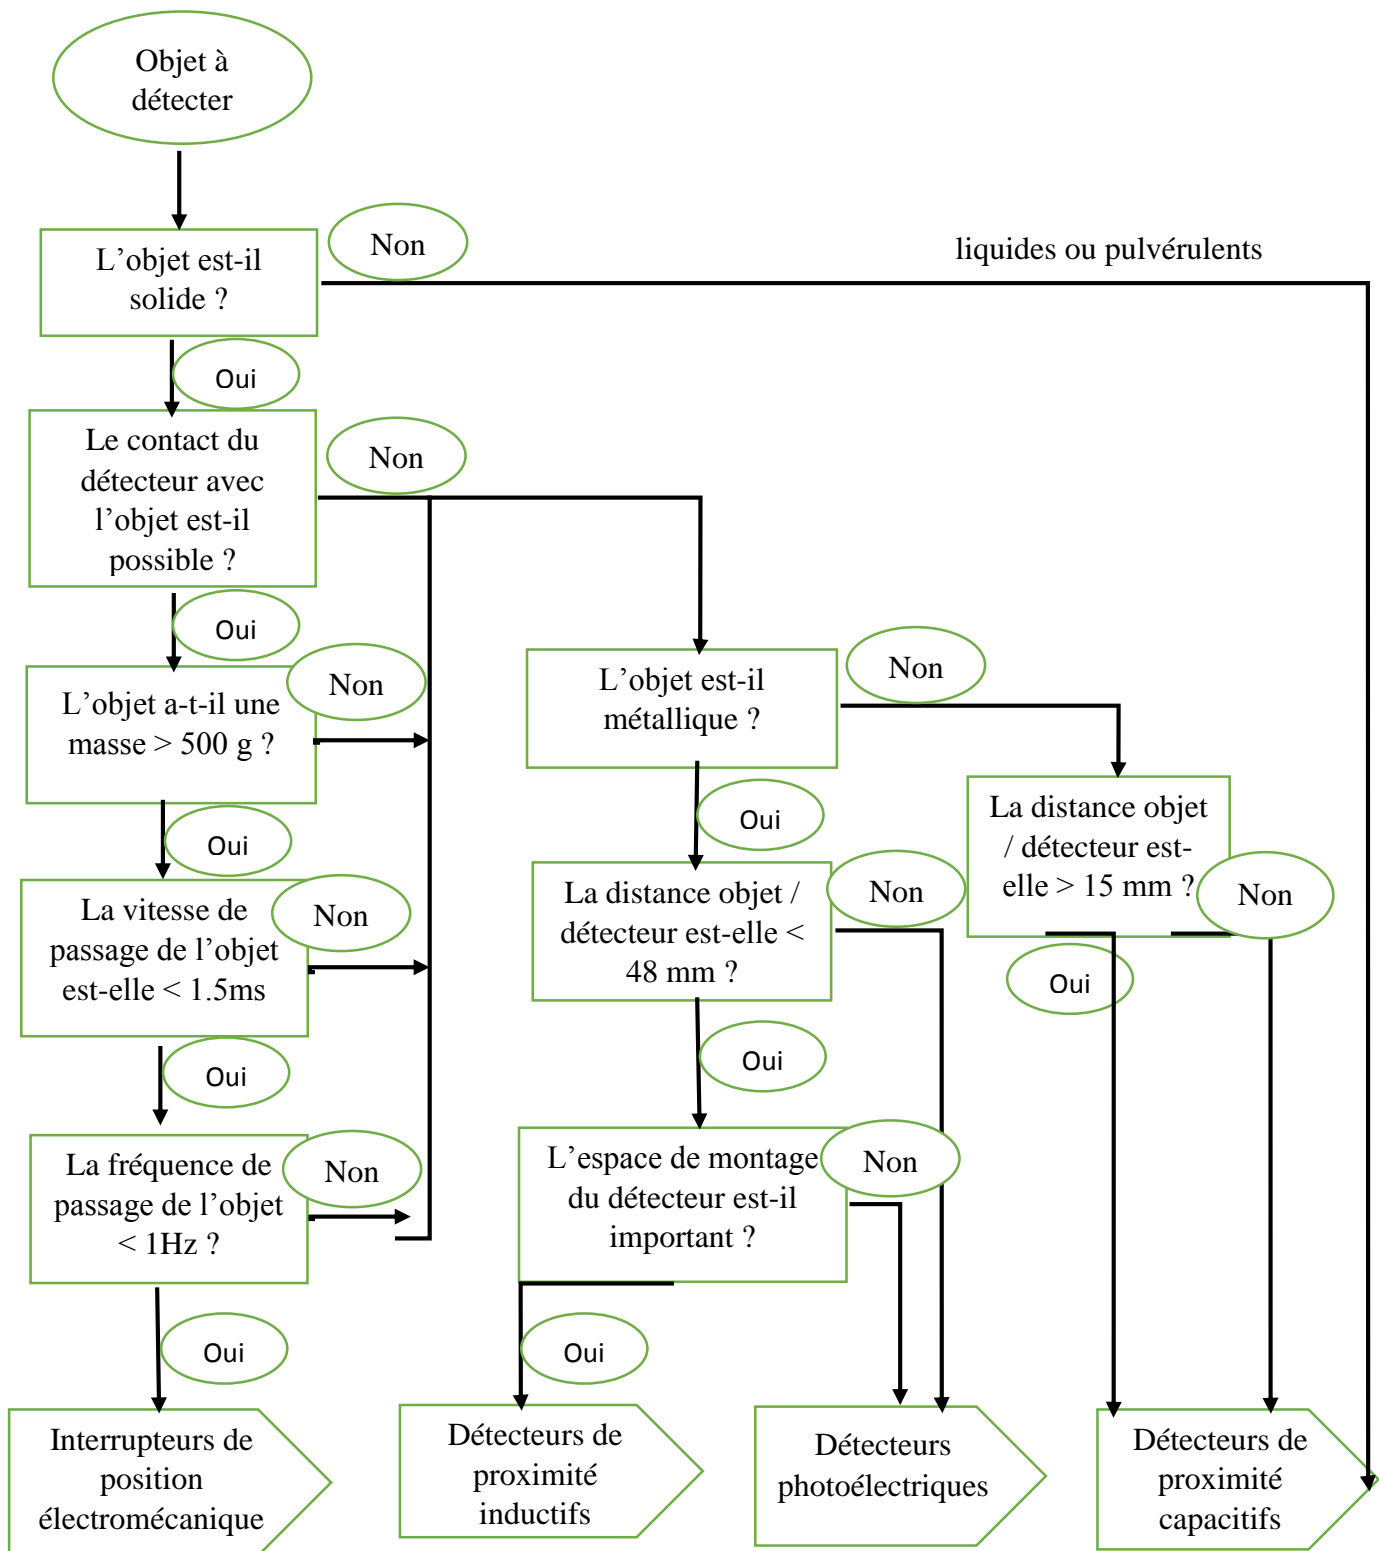 Objet à
détecter
L’objet est-il
solide ?
Non
liquides ou pulvérulents
Oui
Le contact du
détecteur avec
l’objet est-il
possible ?
Non
Oui
L’objet a-t-il une
masse > 500 g ?
Non
L’objet est-il
métallique ?
Non
Oui
Oui
La distance objet
/ détecteur est-
elle > 15 mm ?
Non
La vitesse de
passage de l’objet
est-elle < 1.5ms
Non
La distance objet /
détecteur est-elle <
48 mm ?
Non
Oui
Oui
Oui
La fréquence de
passage de l’objet
< 1Hz ?
Non
L’espace de montage
du détecteur est-il
important ?
Non
Oui
Oui
Interrupteurs de
position
électromécanique
Détecteurs de
proximité
inductifs
Détecteurs
photoélectriques
Détecteurs de
proximité
capacitifs